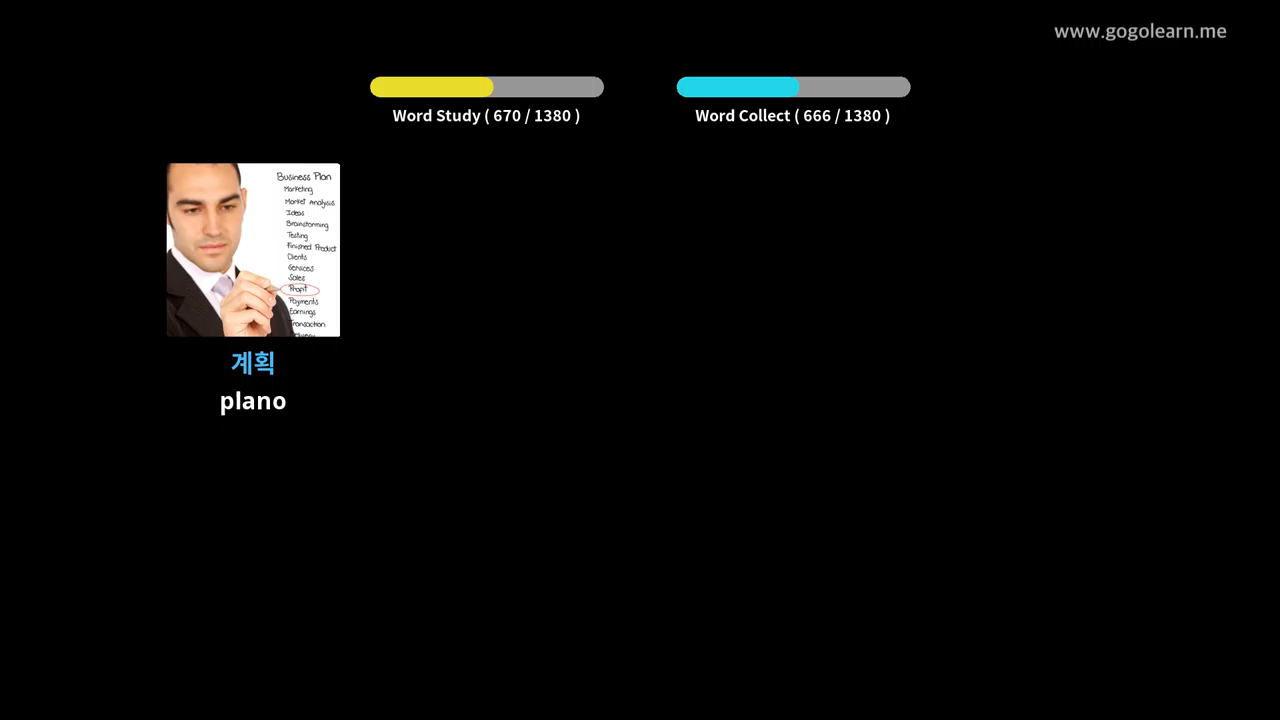 www.gogolearn.me
Word Study ( 670 / 1380 )
Word Collect ( 666 / 1380 )
Business Plan
Marketing
Market Analysis
Ideas
Brainstorming
Testing
Finished Product
Clients
Services
Sales
Profit
Payments
Earnings
Transaction
Delivery
계획
plano